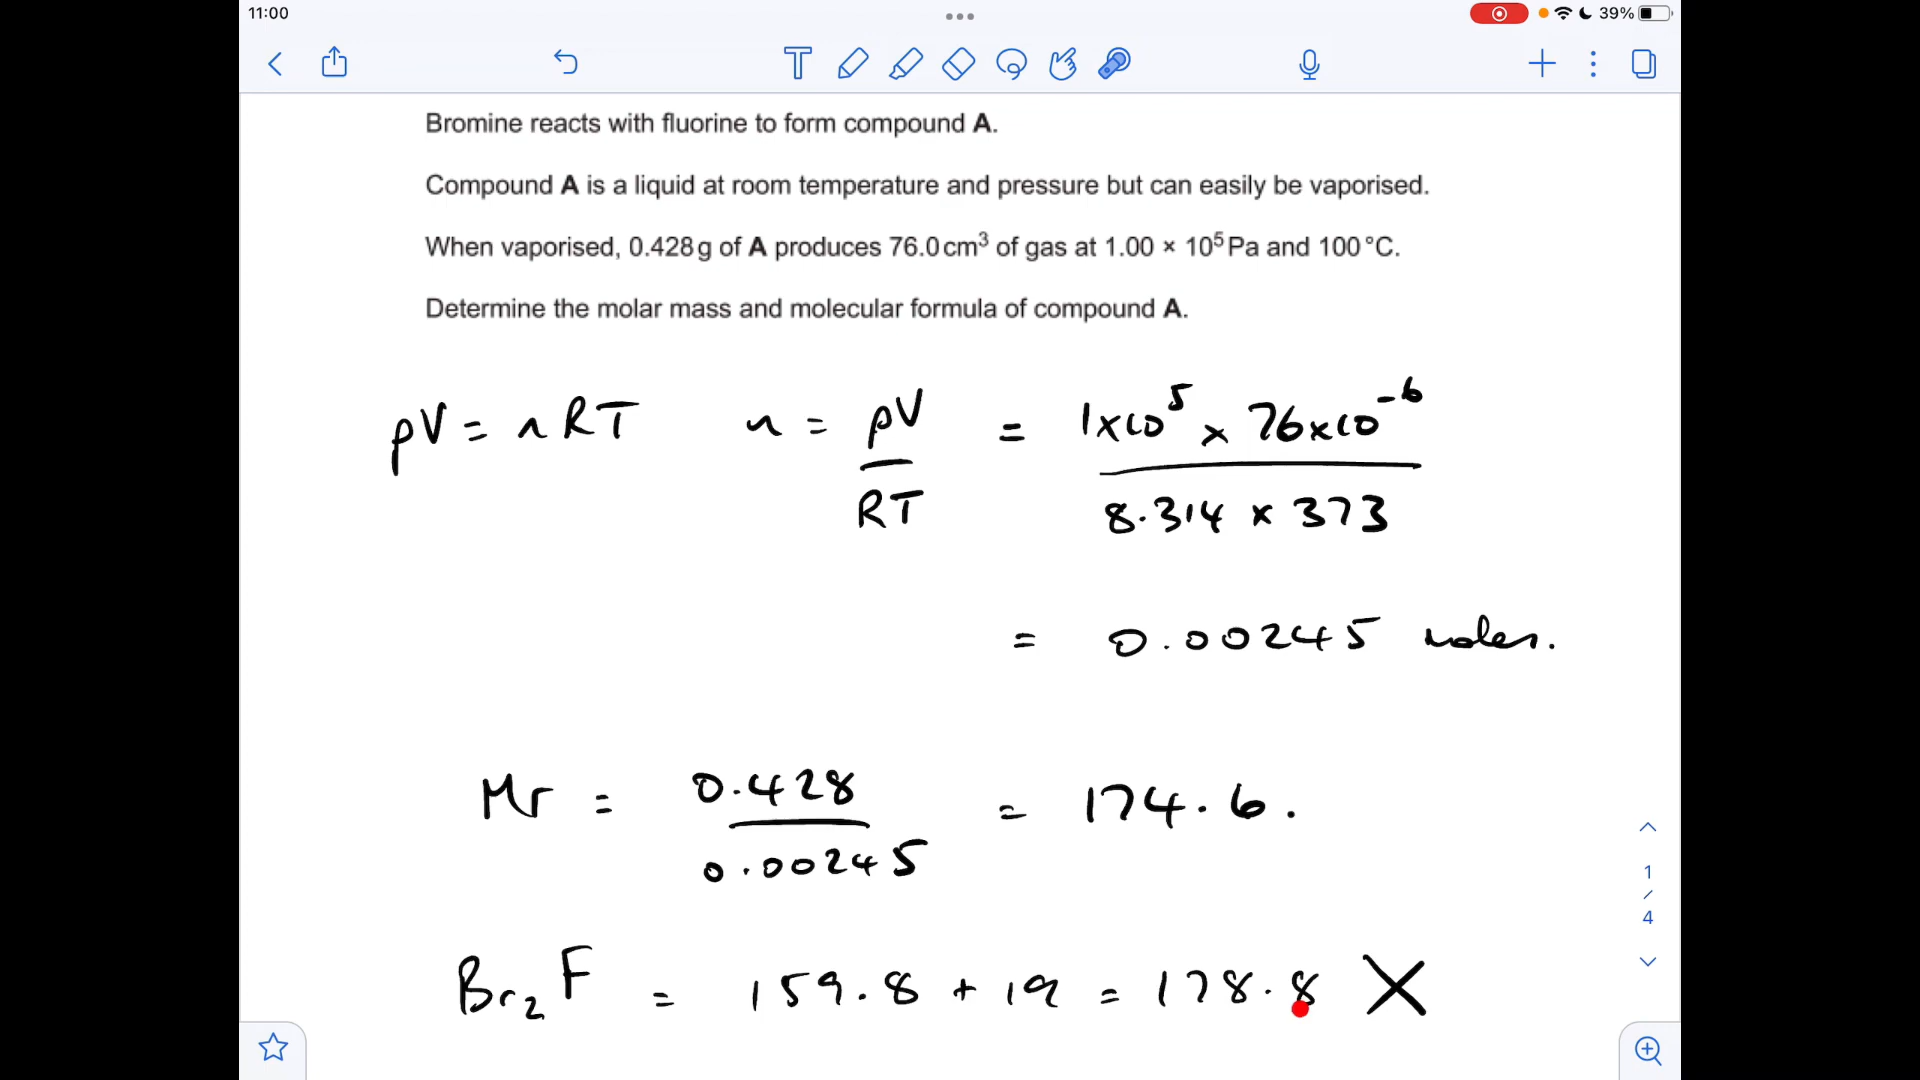 11:00
39%
Bromine reacts with fluorine to form compound A.
Compound A is a liquid at room temperature and pressure but can easily be vaporised.
When vaporised, 0.428 g of A produces 76.0 cm³ of gas at 1.00 × 10⁵ Pa and 100 °C.
Determine the molar mass and molecular formula of compound A.
pV = nRT n = pV/RT = 1x10⁵ x 76x10⁻⁶ / 8.314 x 373
= 0.00245 moles.
Mr = 0.428/0.00245 = 174.6.
Br₂F = 159.8 + 19 = 178.8 X
1
/
4